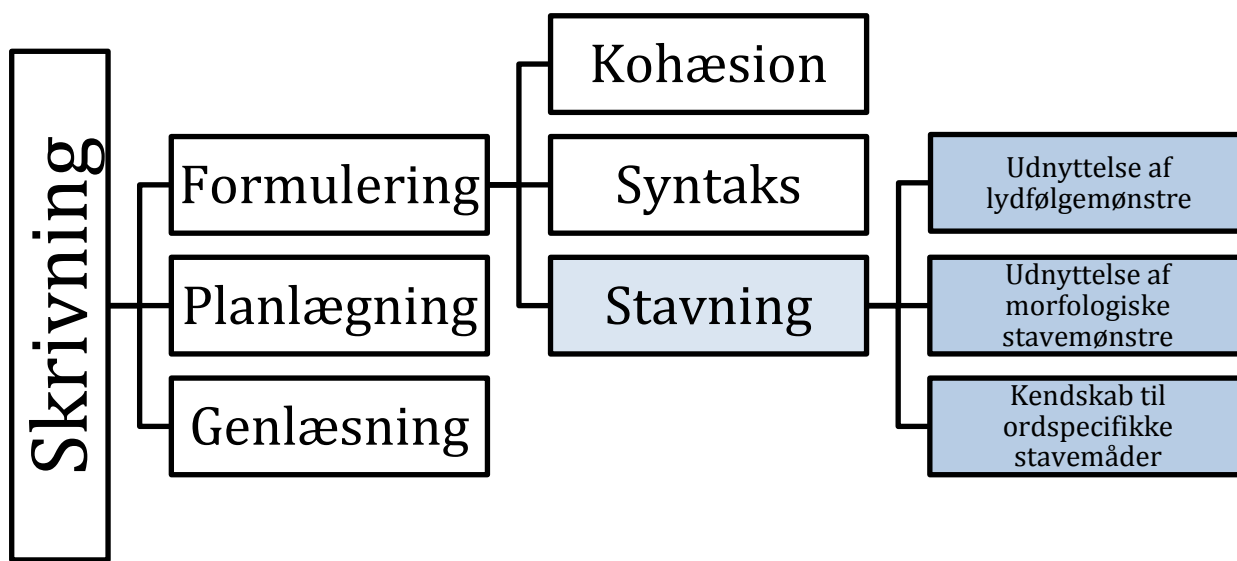 Skrivning
Formulering
Planlægning
Genlæsning
Kohæsion
Syntaks
Stavning
Udnyttelse af
lydfølgemønstre
Udnyttelse af
morfologiske
stavemønstre
Kendskab til
ordspecifikke
stavemåder